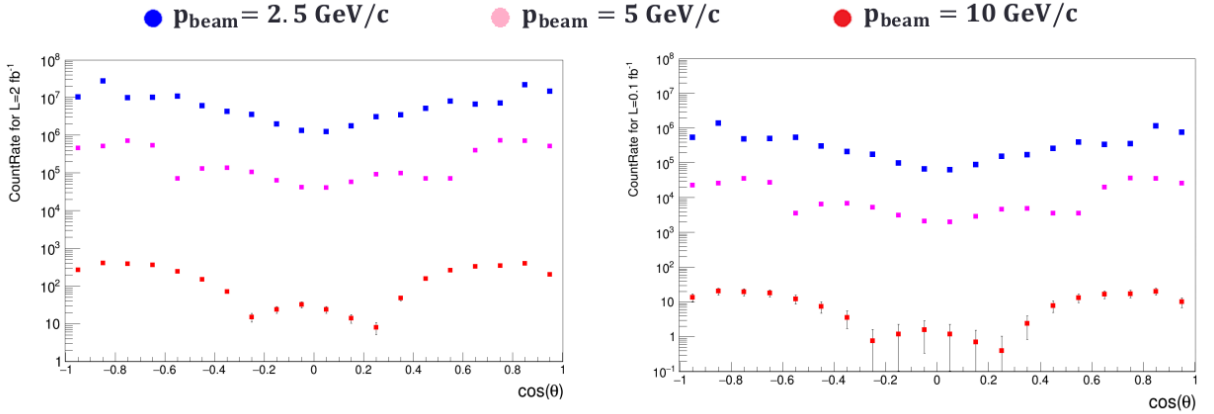 p_beam = 2.5 GeV/c p_beam = 5 GeV/c p_beam = 10 GeV/c
CountRate for L=2 fb⁻¹
10⁸
10⁷
10⁶
10⁵
10⁴
10³
10²
10
1
−1 −0.8 −0.6 −0.4 −0.2 0 0.2 0.4 0.6 0.8 1
cos(θ)
CountRate for L=0.1 fb⁻¹
10⁸
10⁷
10⁶
10⁵
10⁴
10³
10²
10
1
10⁻¹
−1 −0.8 −0.6 −0.4 −0.2 0 0.2 0.4 0.6 0.8 1
cos(θ)